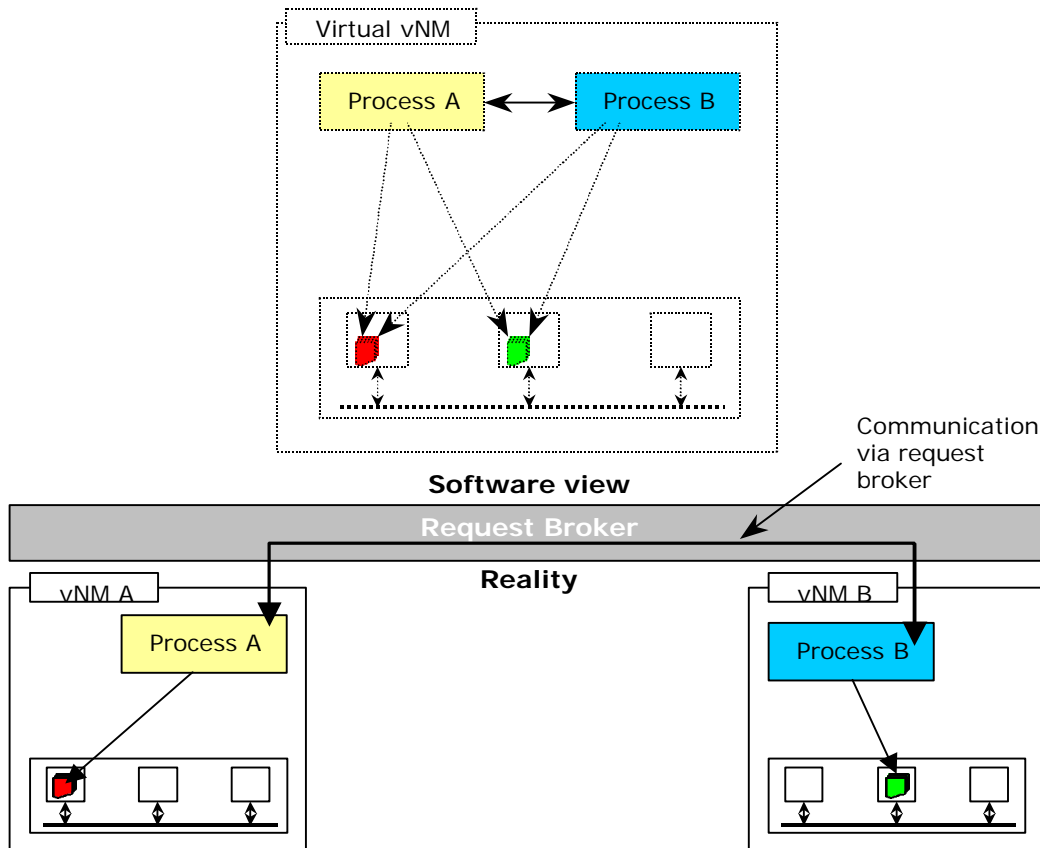 Virtual vNM
Process A
Process B
Communication
via request
broker
Software view
Request Broker
Reality
vNM A
vNM B
Process A
Process B